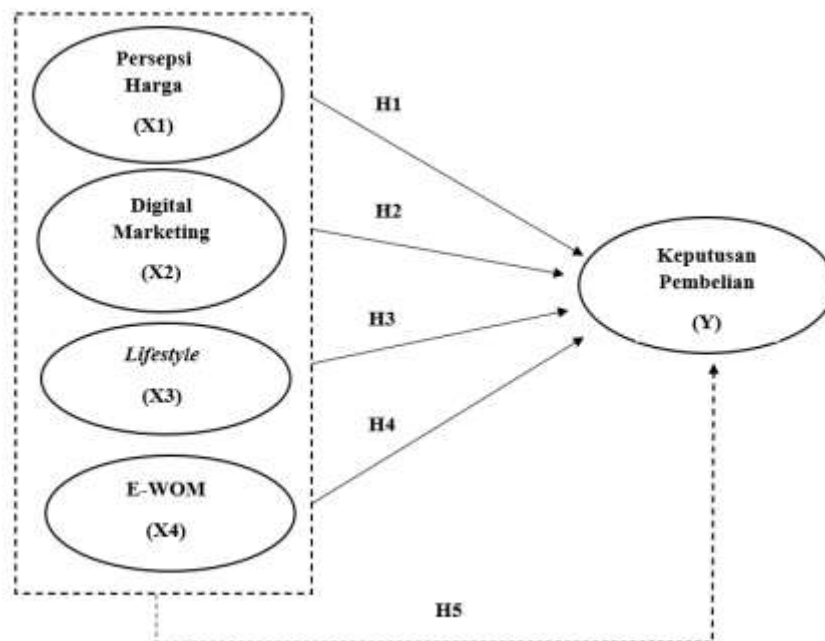 Persepsi
Harga
(X1)
H1
Digital
Marketing
(X2)
H2
Lifestyle
(X3)
H3
E-WOM
(X4)
H4
Keputusan
Pembelian
(Y)
H5